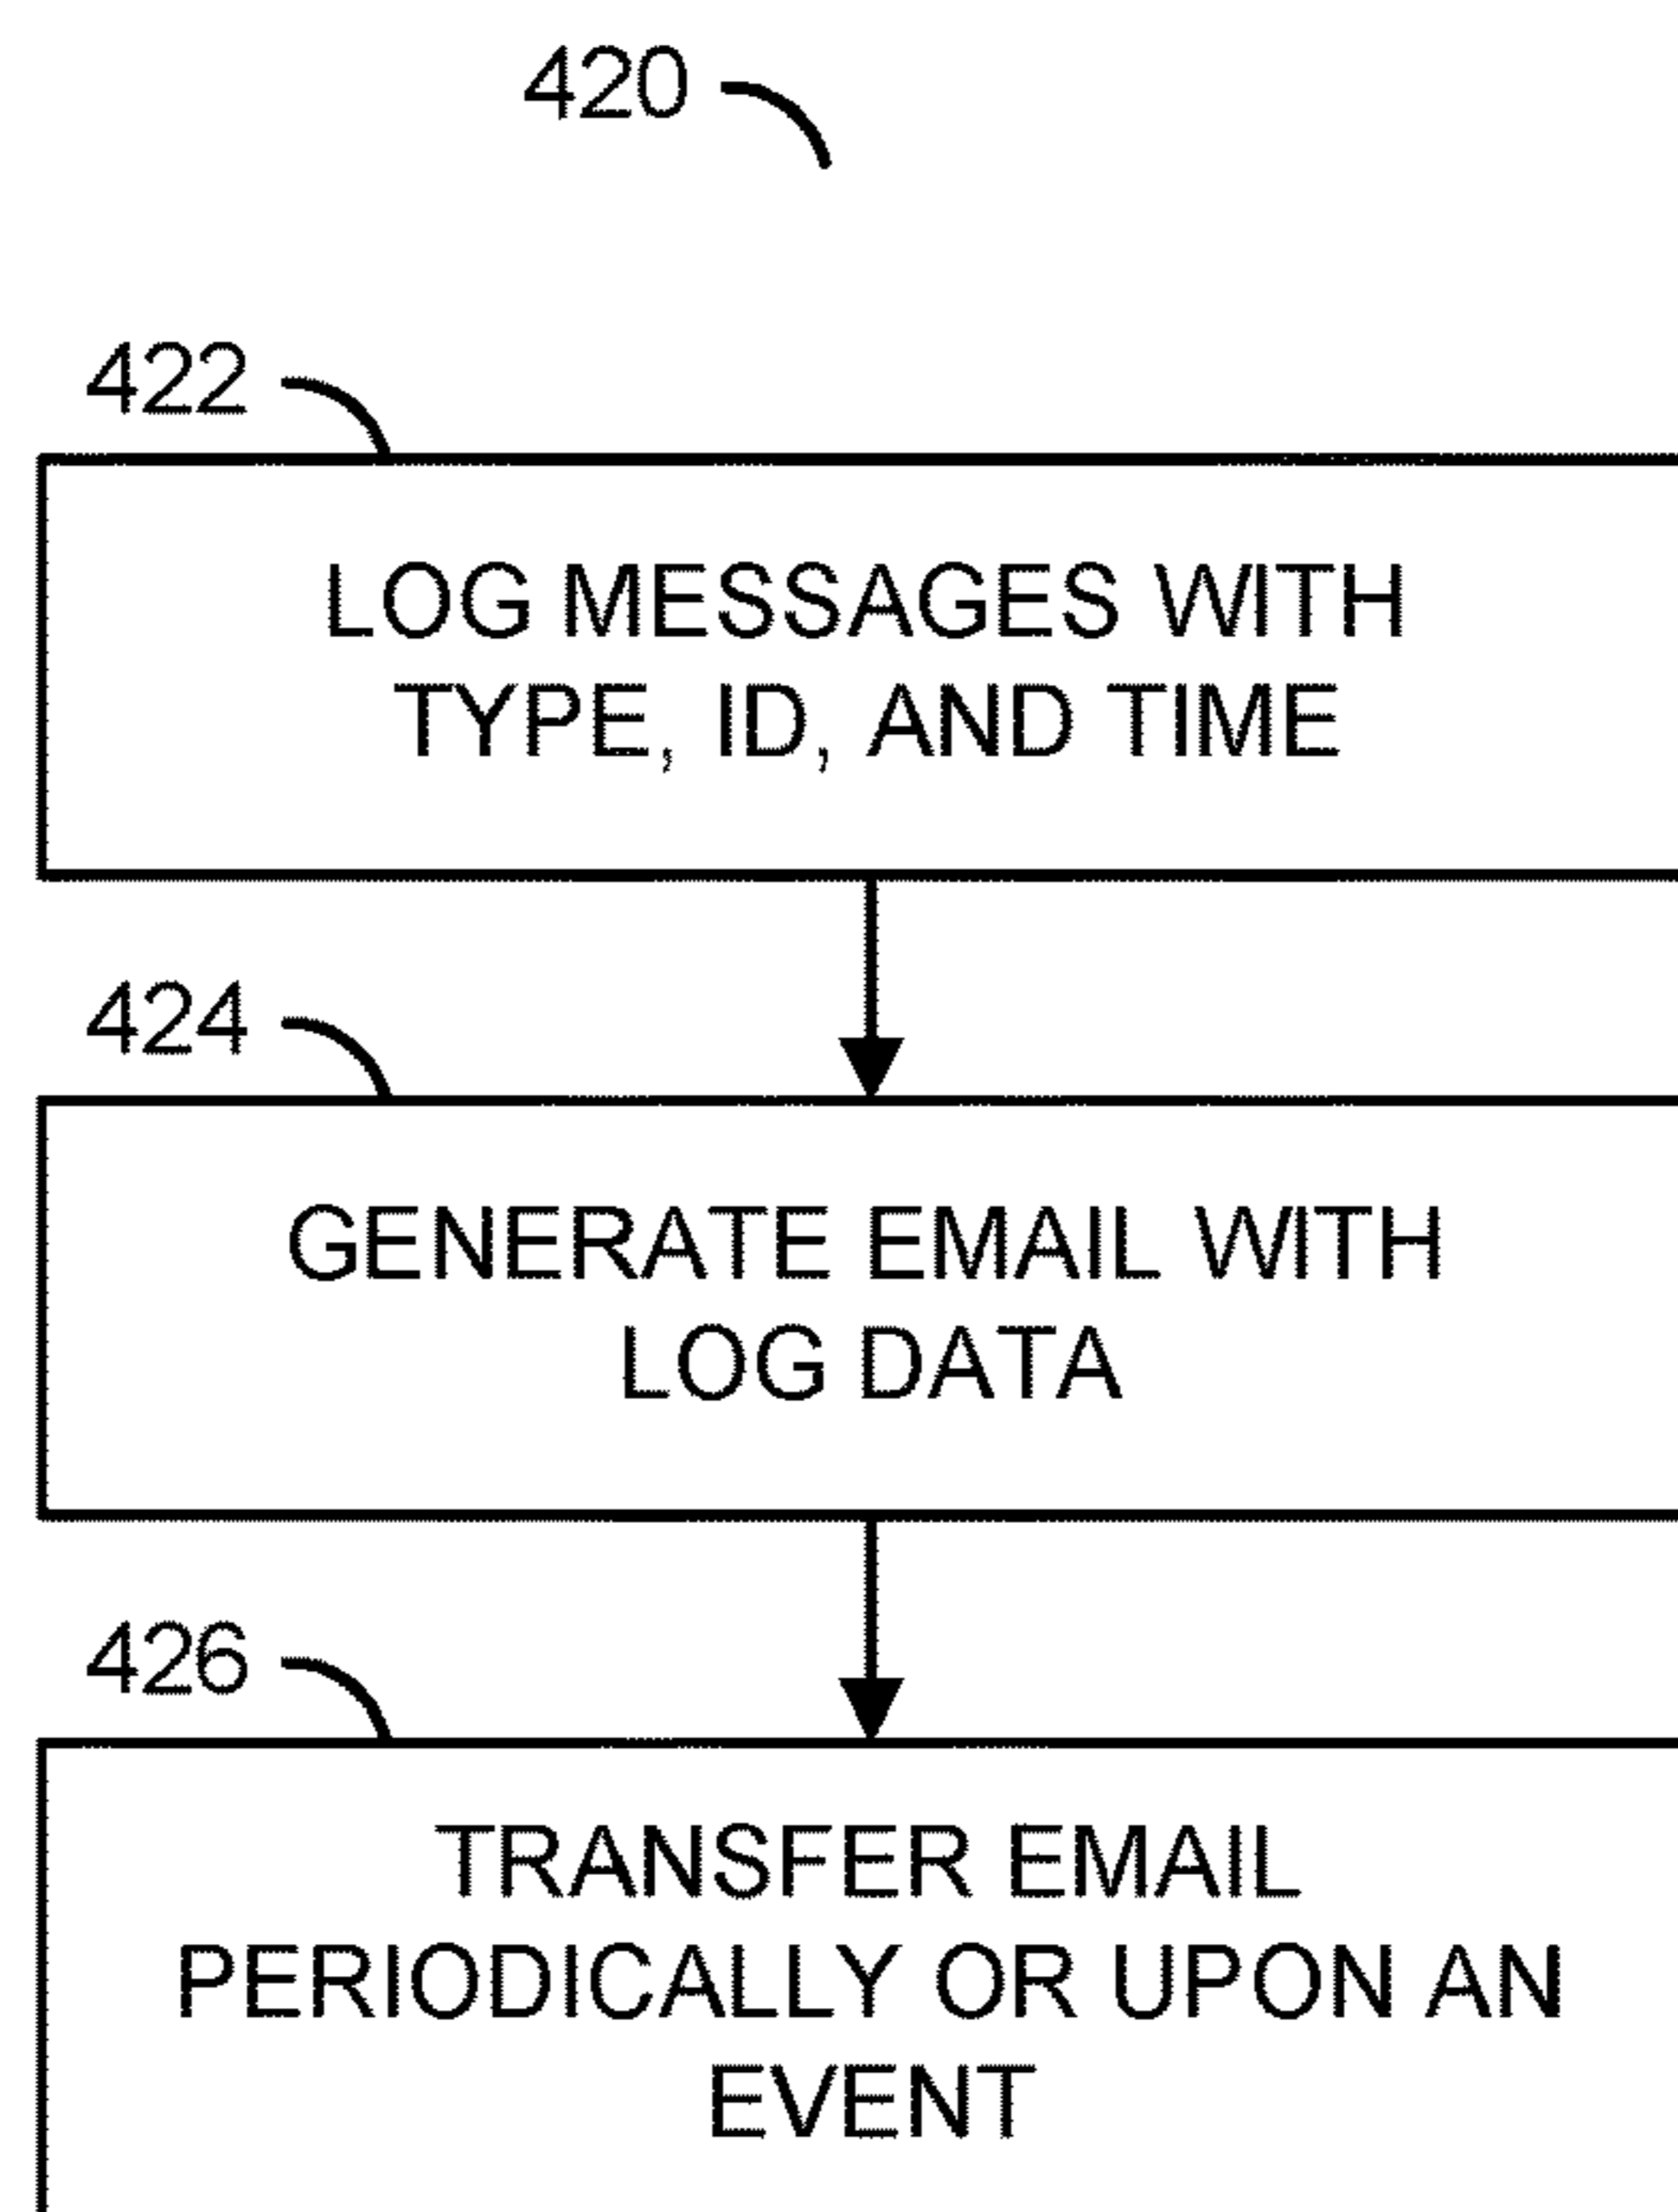 420
422
LOG MESSAGES WITH
TYPE, ID, AND TIME
424
GENERATE EMAIL WITH
LOG DATA
426
TRANSFER EMAIL
PERIODICALLY OR UPON AN
EVENT